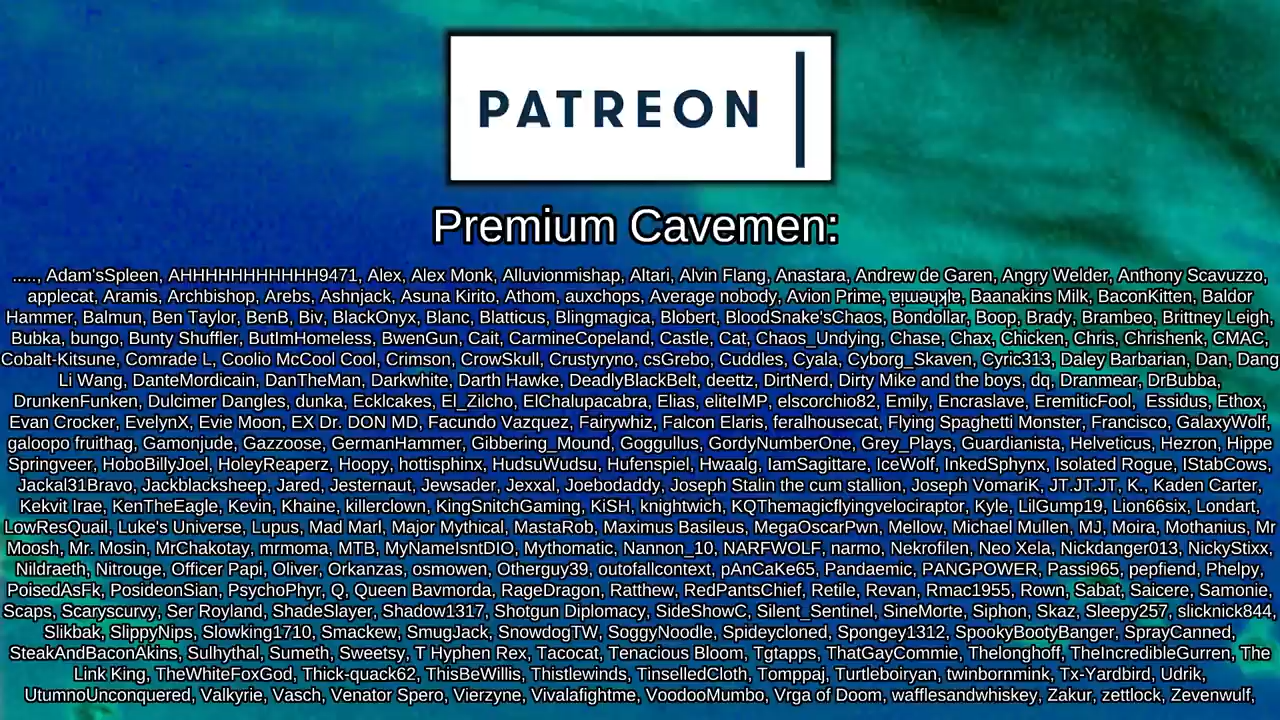 PATREON
Premium Cavemen:
....., Adam'sSpleen, AHHHHHHHHHHH9471, Alex, Alex Monk, Alluvionmishap, Altari, Alvin Flang, Anastara, Andrew de Garen, Angry Welder, Anthony Scavuzzo,
applecat, Aramis, Archbishop, Arebs, Ashnjack, Asuna Kirito, Athom, auxchops, Average nobody, Avion Prime, Baanakins Milk, BaconKitten, Baldor
Hammer, Balmun, Ben Taylor, BenB, Biv, BlackOnyx, Blanc, Blatticus, Blingmagica, Blobert, BloodSnake'sChaos, Bondollar, Boop, Brady, Brambeo, Brittney Leigh,
Bubka, bungo, Bunty Shuffler, ButImHomeless, BwenGun, Cait, CarmineCopeland, Castle, Cat, Chaos_Undying, Chase, Chax, Chicken, Chris, Chrishenk, CMAC,
Cobalt-Kitsune, Comrade L, Coolio McCool Cool, Crimson, CrowSkull, Crustyryno, csGrebo, Cuddles, Cyala, Cyborg_Skaven, Cyric313, Daley Barbarian, Dan, Dang
Li Wang, DanteMordicain, DanTheMan, Darkwhite, Darth Hawke, DeadlyBlackBelt, deettz, DirtNerd, Dirty Mike and the boys, dq, Dranmear, DrBubba,
DrunkenFunken, Dulcimer Dangles, dunka, Ecklcakes, El_Zilcho, ElChalupacabra, Elias, eliteIMP, elscorchio82, Emily, Encraslave, EremiticFool, Essidus, Ethox,
Evan Crocker, EvelynX, Evie Moon, EX Dr. DON MD, Facundo Vazquez, Fairywhiz, Falcon Elaris, feralhousecat, Flying Spaghetti Monster, Francisco, GalaxyWolf,
galoopo fruithag, Gamonjude, Gazzoose, GermanHammer, Gibbering_Mound, Goggullus, GordyNumberOne, Grey_Plays, Guardianista, Helveticus, Hezron, Hippe
Springveer, HoboBillyJoel, HoleyReaperz, Hoopy, hottisphinx, HudsuWudsu, Hufenspiel, Hwaalg, IamSagittare, IceWolf, InkedSphynx, Isolated Rogue, IStabCows,
Jackal31Bravo, Jackblacksheep, Jared, Jesternaut, Jewsader, Jexxal, Joebodaddy, Joseph Stalin the cum stallion, Joseph VomariK, JT.JT.JT, K., Kaden Carter,
Kekvit Irae, KenTheEagle, Kevin, Khaine, killerclown, KingSnitchGaming, KiSH, knightwich, KQThemagicflyingvelociraptor, Kyle, LilGump19, Lion66six, Londart,
LowResQuail, Luke's Universe, Lupus, Mad Marl, Major Mythical, MastaRob, Maximus Basileus, MegaOscarPwn, Mellow, Michael Mullen, MJ, Moira, Mothanius, Mr
Moosh, Mr. Mosin, MrChakotay, mrmoma, MTB, MyNameIsntDIO, Mythomatic, Nannon_10, NARFWOLF, narmo, Nekrofilen, Neo Xela, Nickdanger013, NickyStixx,
Nildraeth, Nitrouge, Officer Papi, Oliver, Orkanzas, osmowen, Otherguy39, outofallcontext, pAnCaKe65, Pandaemic, PANGPOWER, Passi965, pepfiend, Phelpy,
PoisedAsFk, PosideonSian, PsychoPhyr, Q, Queen Bavmorda, RageDragon, Ratthew, RedPantsChief, Retile, Revan, Rmac1955, Rown, Sabat, Saicere, Samonie,
Scaps, Scaryscurvy, Ser Royland, ShadeSlayer, Shadow1317, Shotgun Diplomacy, SideShowC, Silent_Sentinel, SineMorte, Siphon, Skaz, Sleepy257, slicknick844,
Slikbak, SlippyNips, Slowking1710, Smackew, SmugJack, SnowdogTW, SoggyNoodle, Spideycloned, Spongey1312, SpookyBootyBanger, SprayCanned,
SteakAndBaconAkins, Sulhythal, Sumeth, Sweetsy, T Hyphen Rex, Tacocat, Tenacious Bloom, Tgtapps, ThatGayCommie, Thelonghoff, TheIncredibleGurren, The
Link King, TheWhiteFoxGod, Thick-quack62, ThisBeWillis, Thistlewinds, TinselledCloth, Tomppaj, Turtleboiryan, twinbornmink, Tx-Yardbird, Udrik,
UtumnoUnconquered, Valkyrie, Vasch, Venator Spero, Vierzyne, Vivalafightme, VoodooMumbo, Vrga of Doom, wafflesandwhiskey, Zakur, zettlock, Zevenwulf,